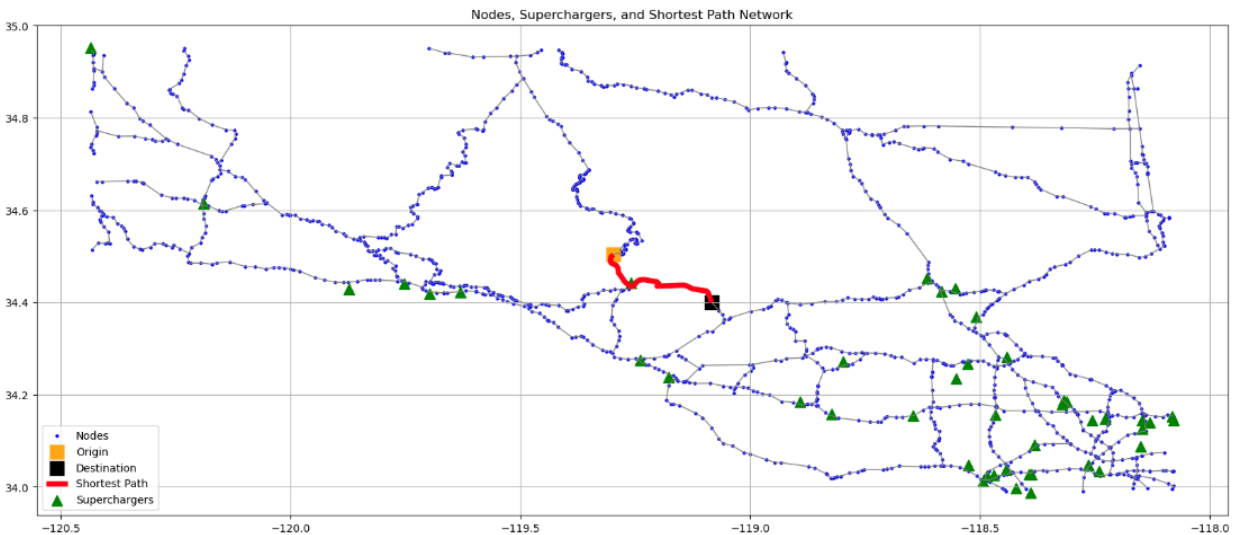 Nodes, Superchargers, and Shortest Path Network
35.0
34.8
34.6
34.4
34.2
34.0
Nodes
Origin
Destination
Shortest Path
Superchargers
−120.5
−120.0
−119.5
−119.0
−118.5
−118.0